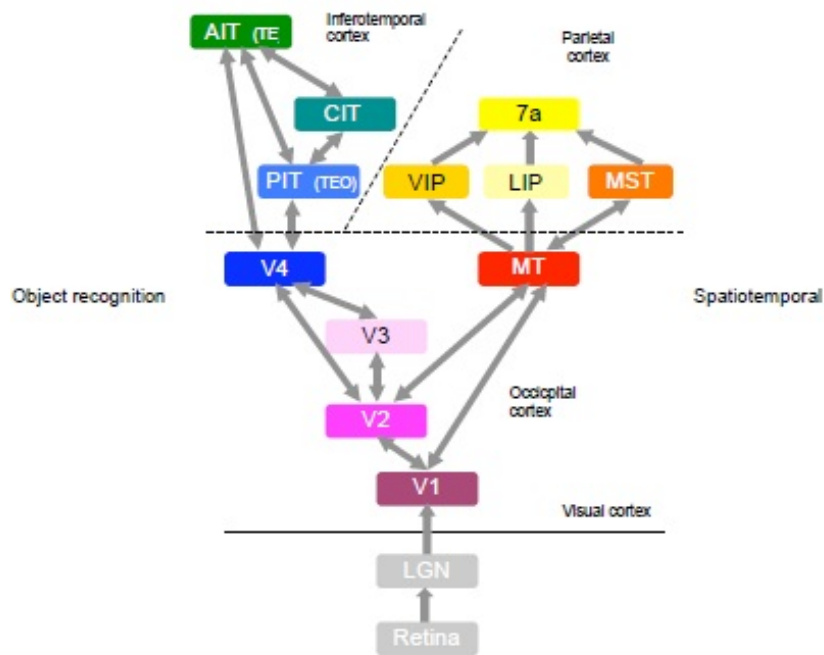 AIT (TE
Inferotemporal
cortex
Parietal
cortex
CIT
7a
PIT (TEO)
VIP
LIP
MST
V4
MT
Object recognition
Spatiotemporal
V3
V2
Occicpital
cortex
V1
Visual cortex
LGN
Retina